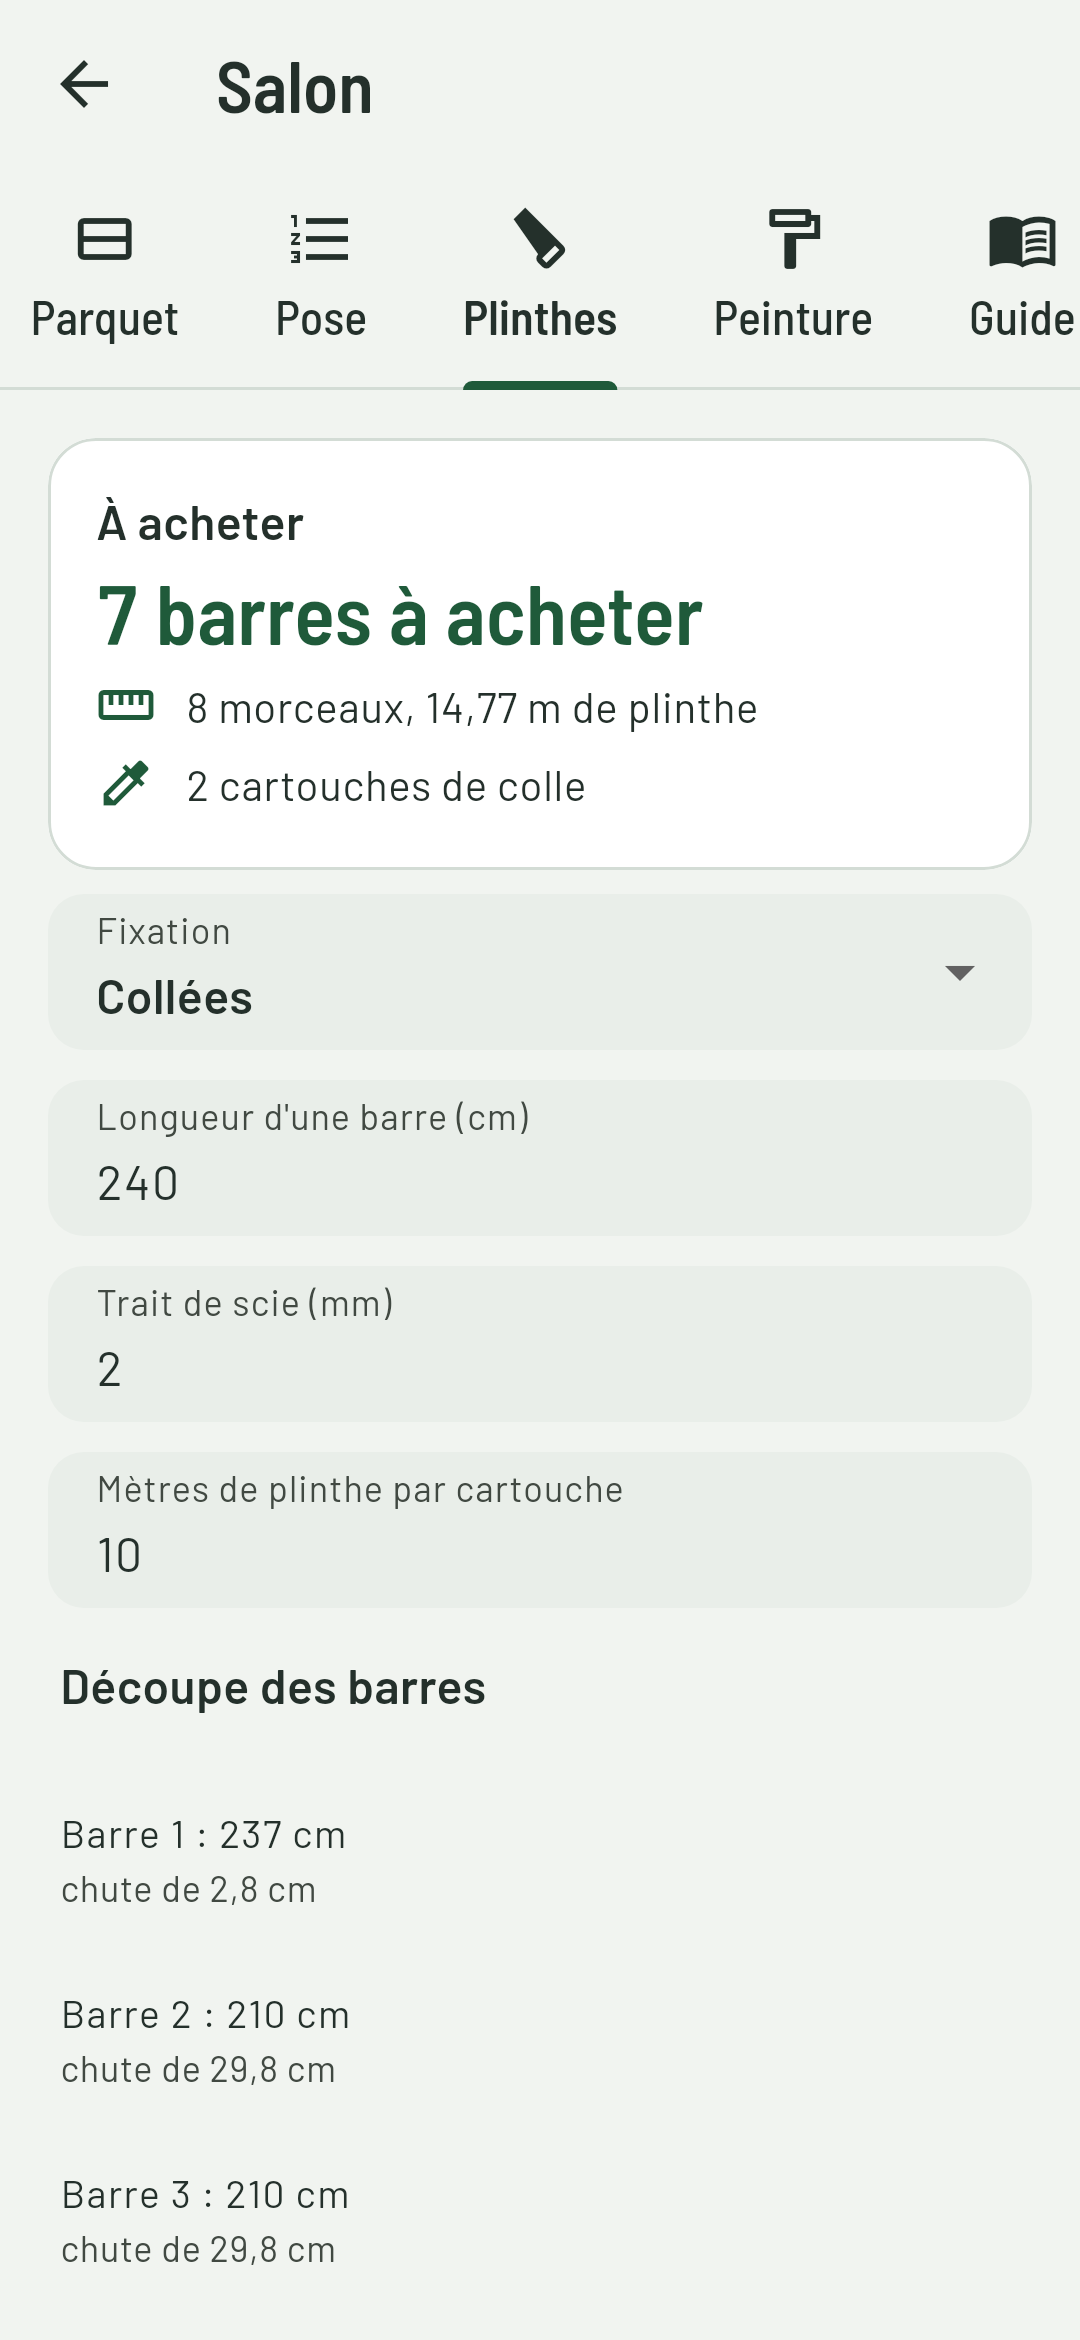 Salon
Parquet
Pose
Plinthes
Peinture
Guide
À acheter
7 barres à acheter
8 morceaux, 14,77 m de plinthe
2 cartouches de colle
Fixation
Collées
Longueur d'une barre (cm)
240
Trait de scie (mm)
2
Mètres de plinthe par cartouche
10
Découpe des barres
Barre 1 : 237 cm
chute de 2,8 cm
Barre 2 : 210 cm
chute de 29,8 cm
Barre 3 : 210 cm
chute de 29,8 cm